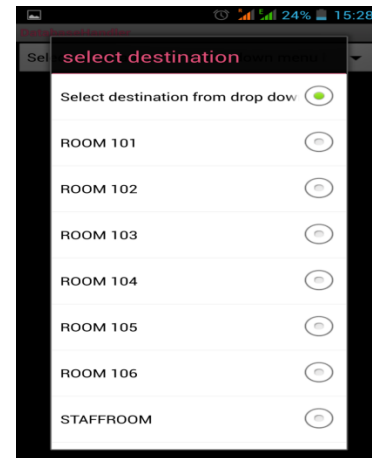 24% 15:28
select destination
Select destination from drop dow
ROOM 101
ROOM 102
ROOM 103
ROOM 104
ROOM 105
ROOM 106
STAFFROOM